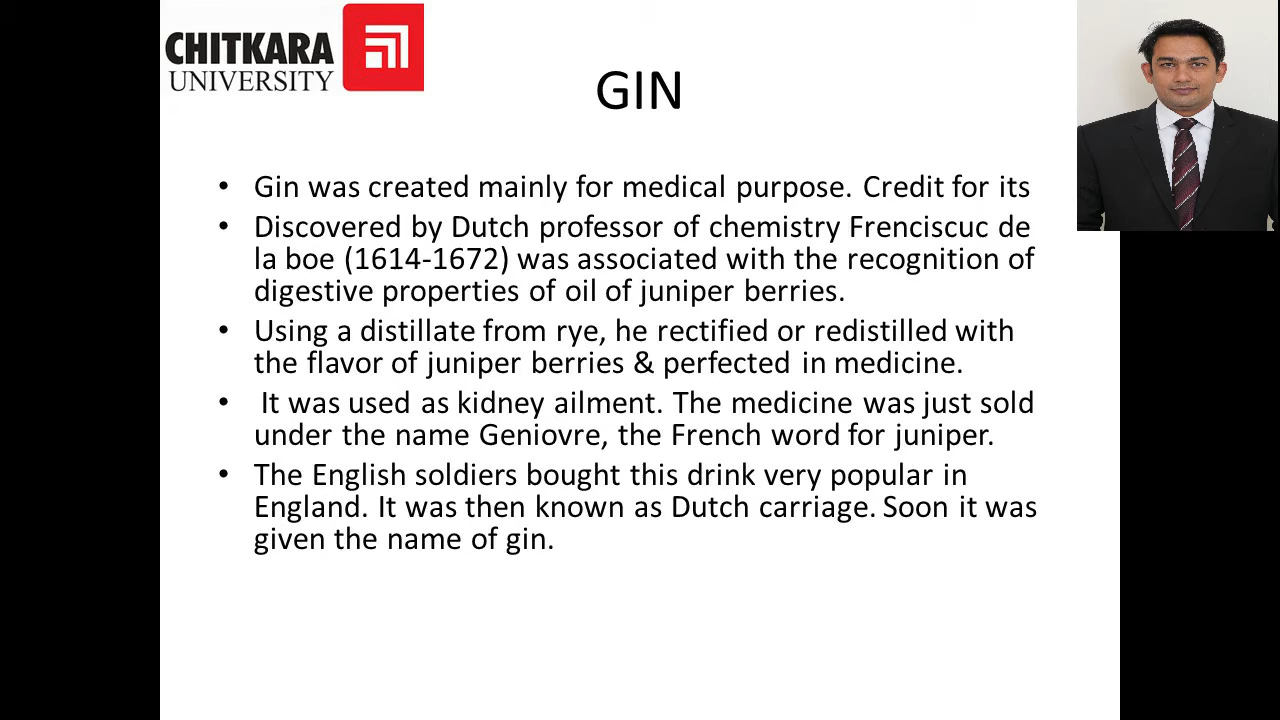 CHITKARA
UNIVERSITY
GIN
• Gin was created mainly for medical purpose. Credit for its
• Discovered by Dutch professor of chemistry Frenciscuc de
la boe (1614-1672) was associated with the recognition of
digestive properties of oil of juniper berries.
• Using a distillate from rye, he rectified or redistilled with
the flavor of juniper berries & perfected in medicine.
• It was used as kidney ailment. The medicine was just sold
under the name Geniovre, the French word for juniper.
• The English soldiers bought this drink very popular in
England. It was then known as Dutch carriage. Soon it was
given the name of gin.